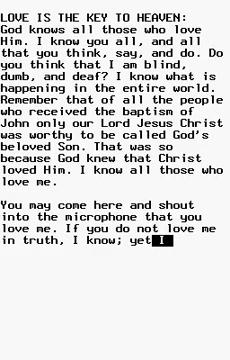 LOVE IS THE KEY TO HEAVEN:
God knows all those who love
Him. I know you all, and all
that you think, say, and do. Do
you think that I am blind,
dumb, and deaf? I know what is
happening in the entire world.
Remember that of all the people
who received the baptism of
John only our Lord Jesus Christ
was worthy to be called God's
beloved Son. That was so
because God knew that Christ
loved Him. I know all those who
love me.

You may come here and shout
into the microphone that you
love me. If you do not love me
in truth, I know; yet I